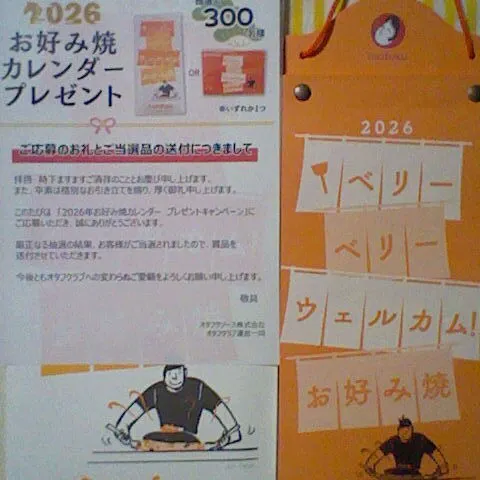 2026
お好み焼
カレンダー
プレゼント
300
名様
OR
※いずれか1つ
ご応募のお礼とご当選品の送付につきまして
拝啓 時下ますますご清祥のこととお慶び申し上げます。
また、平素は格別なお引き立てを賜り、厚く御礼申し上げます。
このたびは、「2026年お好み焼カレンダー プレゼントキャンペーン」に
ご応募いただき、誠にありがとうございます。
厳正なる抽選の結果、お客様がご当選されましたので、賞品を
送付させていただきます。
今後ともオタフクラブへの変わらぬご愛顧をよろしくお願い申し上げます。
敬具
オタフクソース株式会社
オタフクラブ運営一同
2026
ベリー
ベリー
ウェルカム!
お好み焼